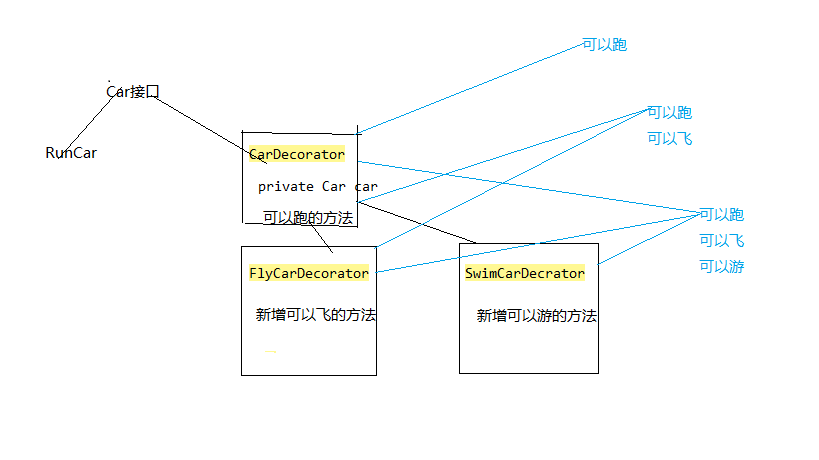 可以跑
Car接口
可以跑
可以飞
RunCar
CarDecorator
private Car car
可以跑的方法
可以跑
可以飞
可以游
FlyCarDecorator
新增可以飞的方法
SwimCarDecrator
新增可以游的方法